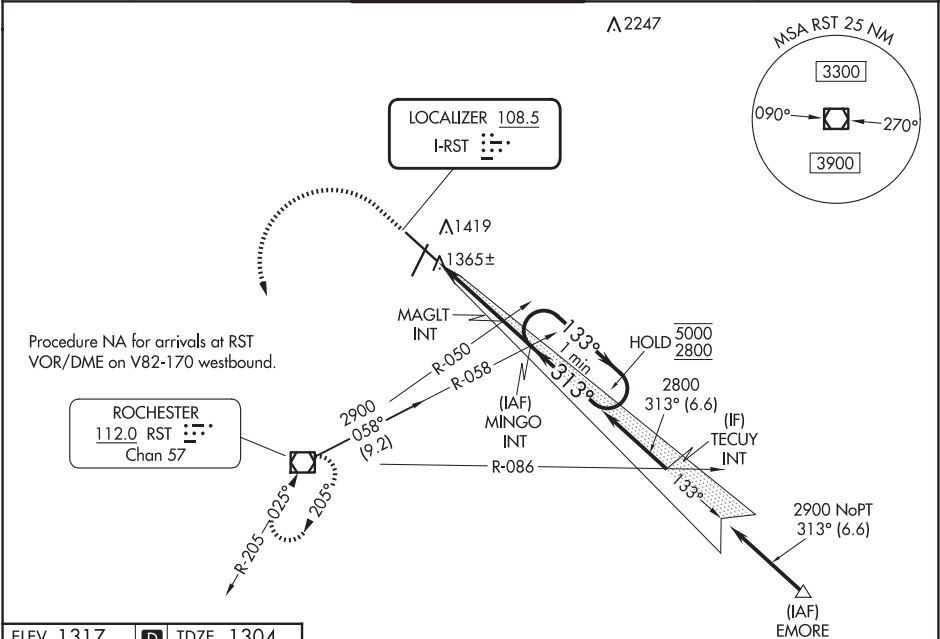 2247
MSA RST 25 NM
3300
090°
270°
3900
LOCALIZER 108.5
I-RST
1419
1365±
MAGLT
INT
Procedure NA for arrivals at RST
VOR/DME on V82-170 westbound.
R-050
R-058
133°
1 min
313°
HOLD
5000
2800
2800
313° (6.6)
(IAF)
MINGO
INT
(IF)
TECUY
INT
ROCHESTER
112.0 RST
Chan 57
2900
058°
(9.2)
R-086
133°
R-205
025°
205°
2900 NoPT
313° (6.6)
(IAF)
EMORE
ELEV 1317
D
TDZE 1304